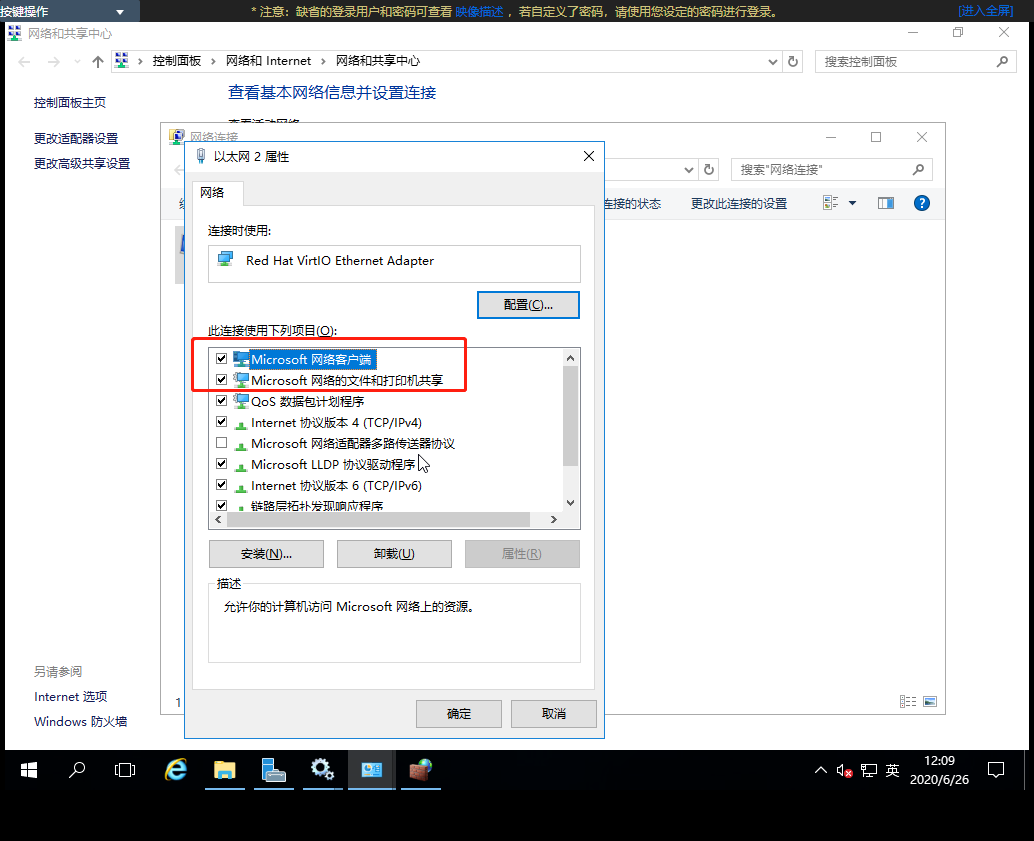 按键操作
* 注意：缺省的登录用户和密码可查看 映像描述 ，若自定义了密码，请使用您设定的密码进行登录。
[进入全屏]
网络和共享中心
控制面板 › 网络和 Internet › 网络和共享中心
搜索控制面板
控制面板主页
查看基本网络信息并设置连接
查看活动网络
更改适配器设置
更改高级共享设置
网络连接
以太网 2 属性
搜索"网络连接"
网络
连接的状态
更改此连接的设置
连接时使用:
Red Hat VirtIO Ethernet Adapter
配置(C)...
此连接使用下列项目(O):
Microsoft 网络客户端
Microsoft 网络的文件和打印机共享
QoS 数据包计划程序
Internet 协议版本 4 (TCP/IPv4)
Microsoft 网络适配器多路传送器协议
Microsoft LLDP 协议驱动程序
Internet 协议版本 6 (TCP/IPv6)
链路层拓扑发现响应程序
安装(N)...
卸载(U)
属性(R)
描述
允许你的计算机访问 Microsoft 网络上的资源。
另请参阅
Internet 选项
Windows 防火墙
1
确定
取消
英
12:09
2020/6/26